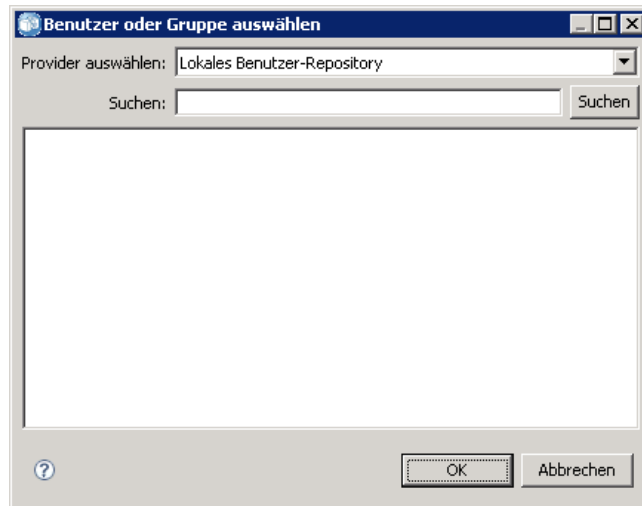 Benutzer oder Gruppe auswählen
Provider auswählen: Lokales Benutzer-Repository
Suchen: Suchen
? OK Abbrechen